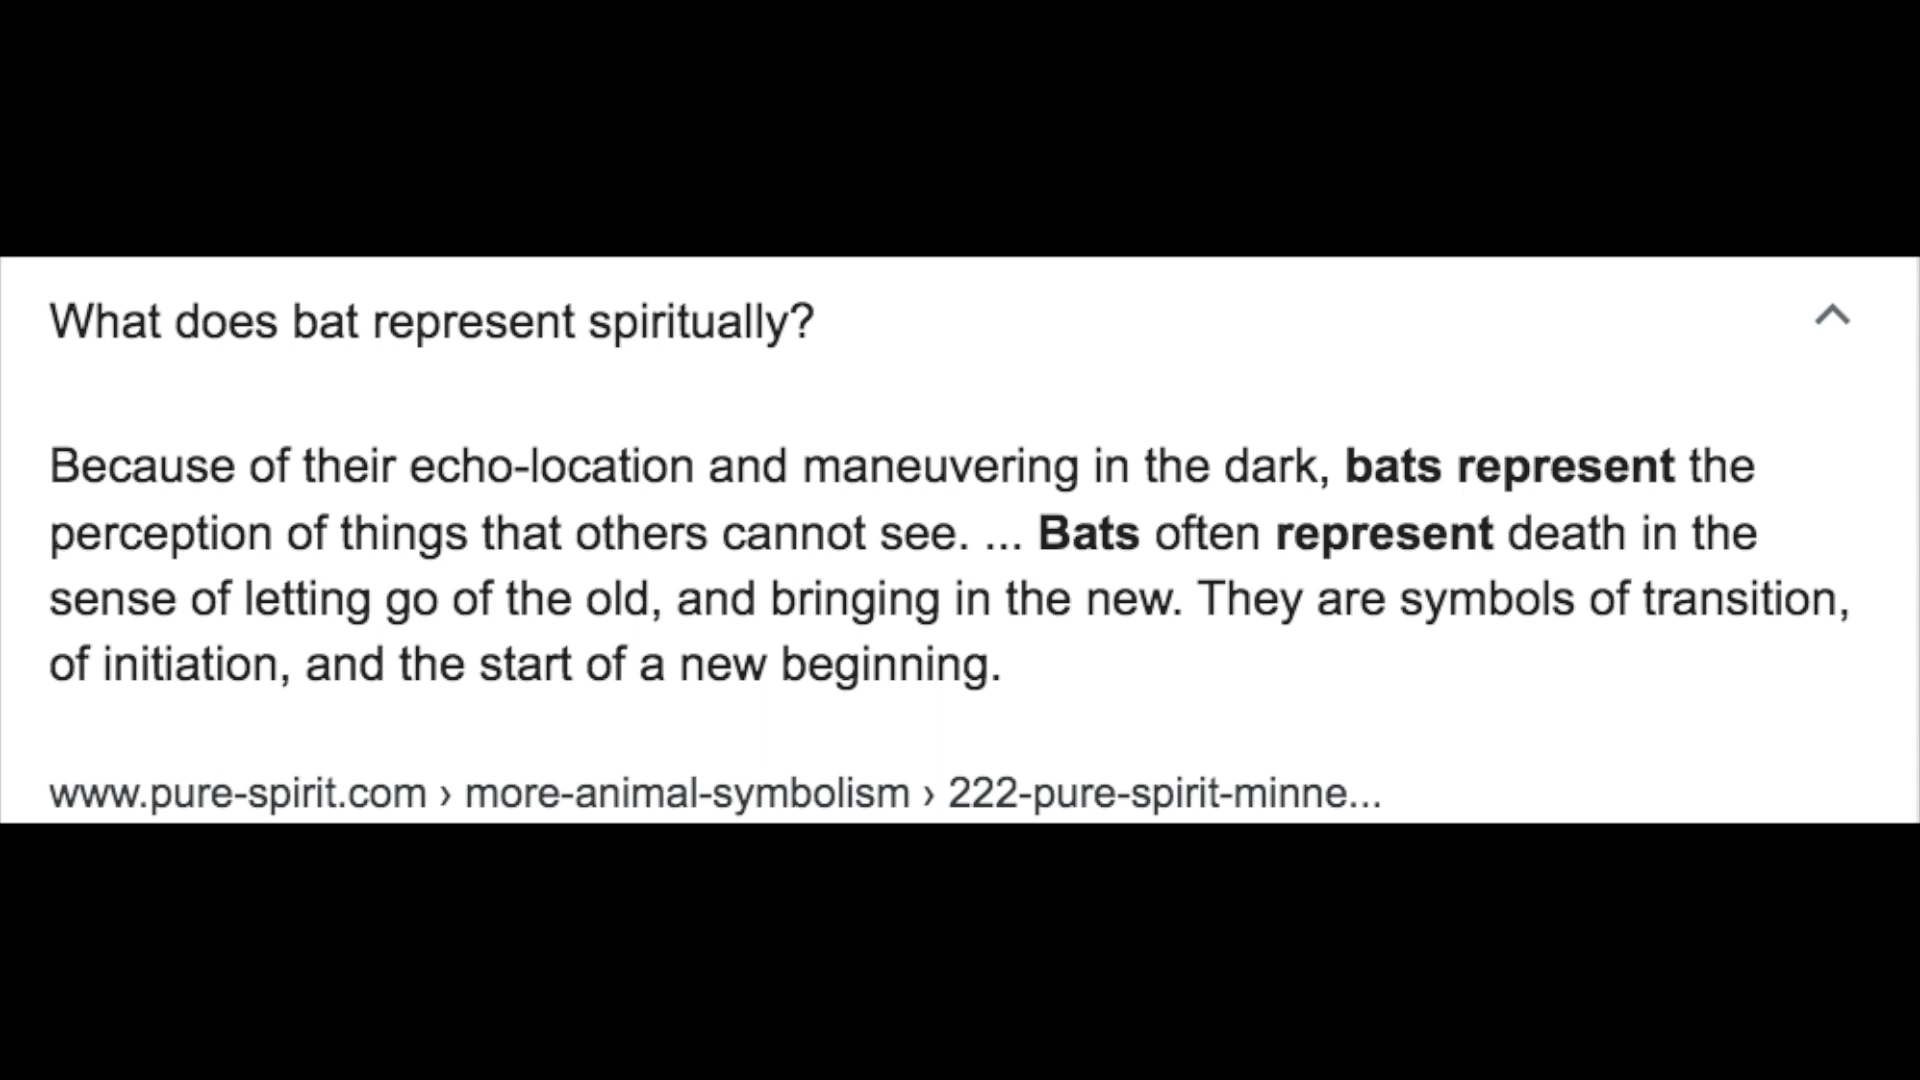 What does bat represent spiritually?
Because of their echo-location and maneuvering in the dark, bats represent the
perception of things that others cannot see. ... Bats often represent death in the
sense of letting go of the old, and bringing in the new. They are symbols of transition,
of initiation, and the start of a new beginning.
www.pure-spirit.com › more-animal-symbolism › 222-pure-spirit-minne...